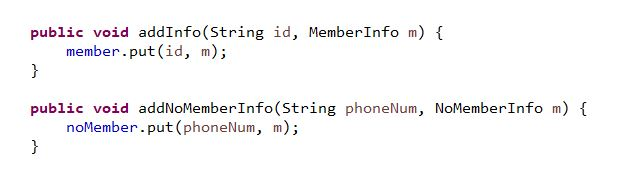 public void addInfo(String id, MemberInfo m) {
    member.put(id, m);
}
public void addNoMemberInfo(String phoneNum, NoMemberInfo m) {
    noMember.put(phoneNum, m);
}